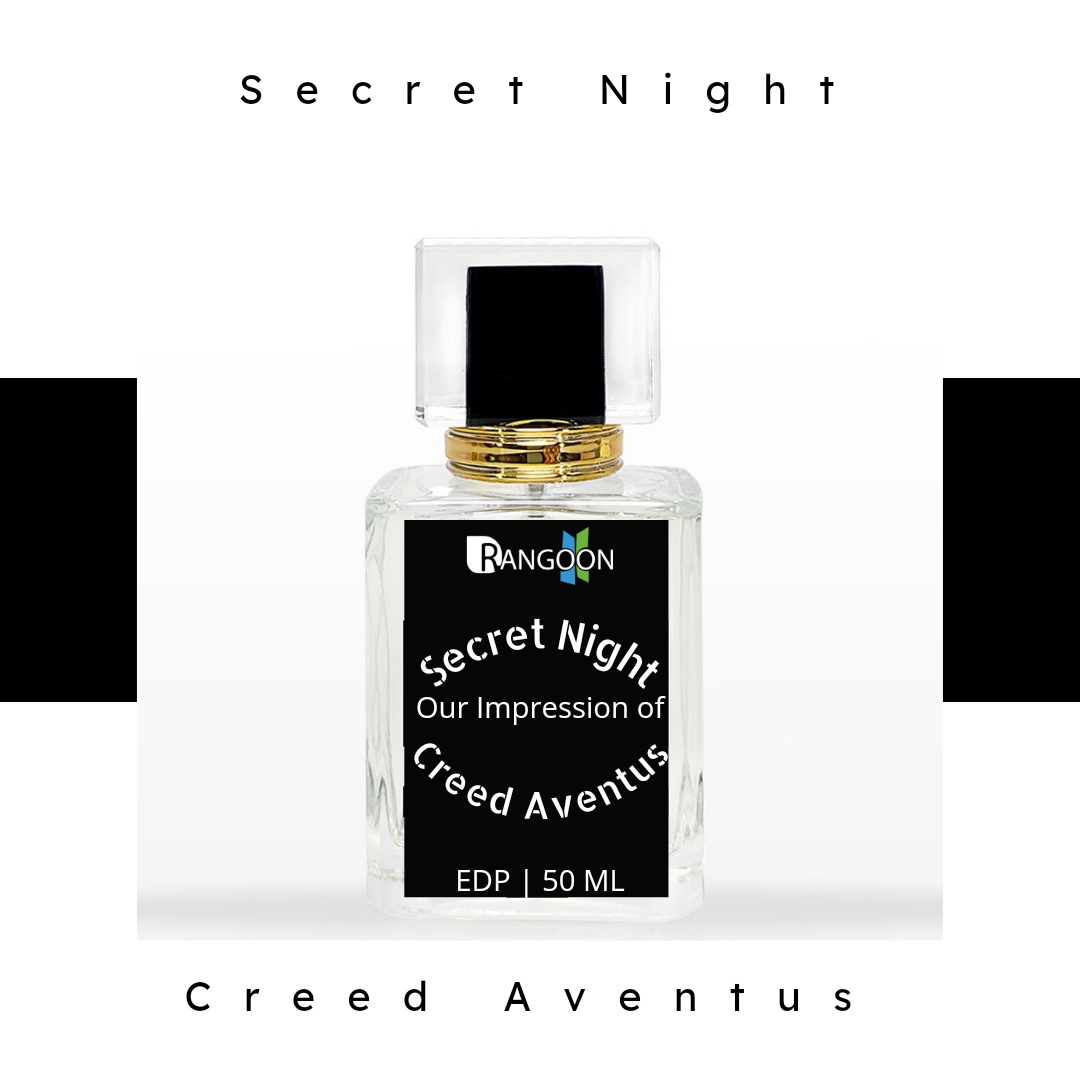 Secret Night
RANGOON
Secret Night
Our Impression of
Creed Aventus
EDP | 50 ML
Creed Aventus